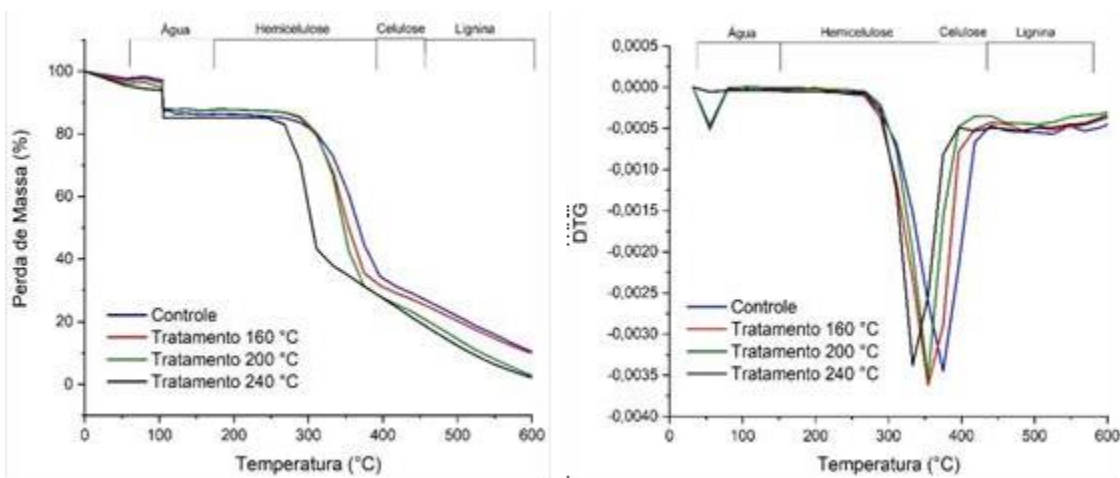 Água Hemicelulose Celulose Lignina
100
80
60
40
20
0
Perda de Massa (%)
Controle
Tratamento 160 °C
Tratamento 200 °C
Tratamento 240 °C
0 100 200 300 400 500 600
Temperatura (°C)
Água Hemicelulose Celulose Lignina
0,0005
0,0000
-0,0005
-0,0010
-0,0015
-0,0020
-0,0025
-0,0030
-0,0035
-0,0040
DTG
Controle
Tratamento 160 °C
Tratamento 200 °C
Tratamento 240 °C
0 100 200 300 400 500 600
Temperatura (°C)